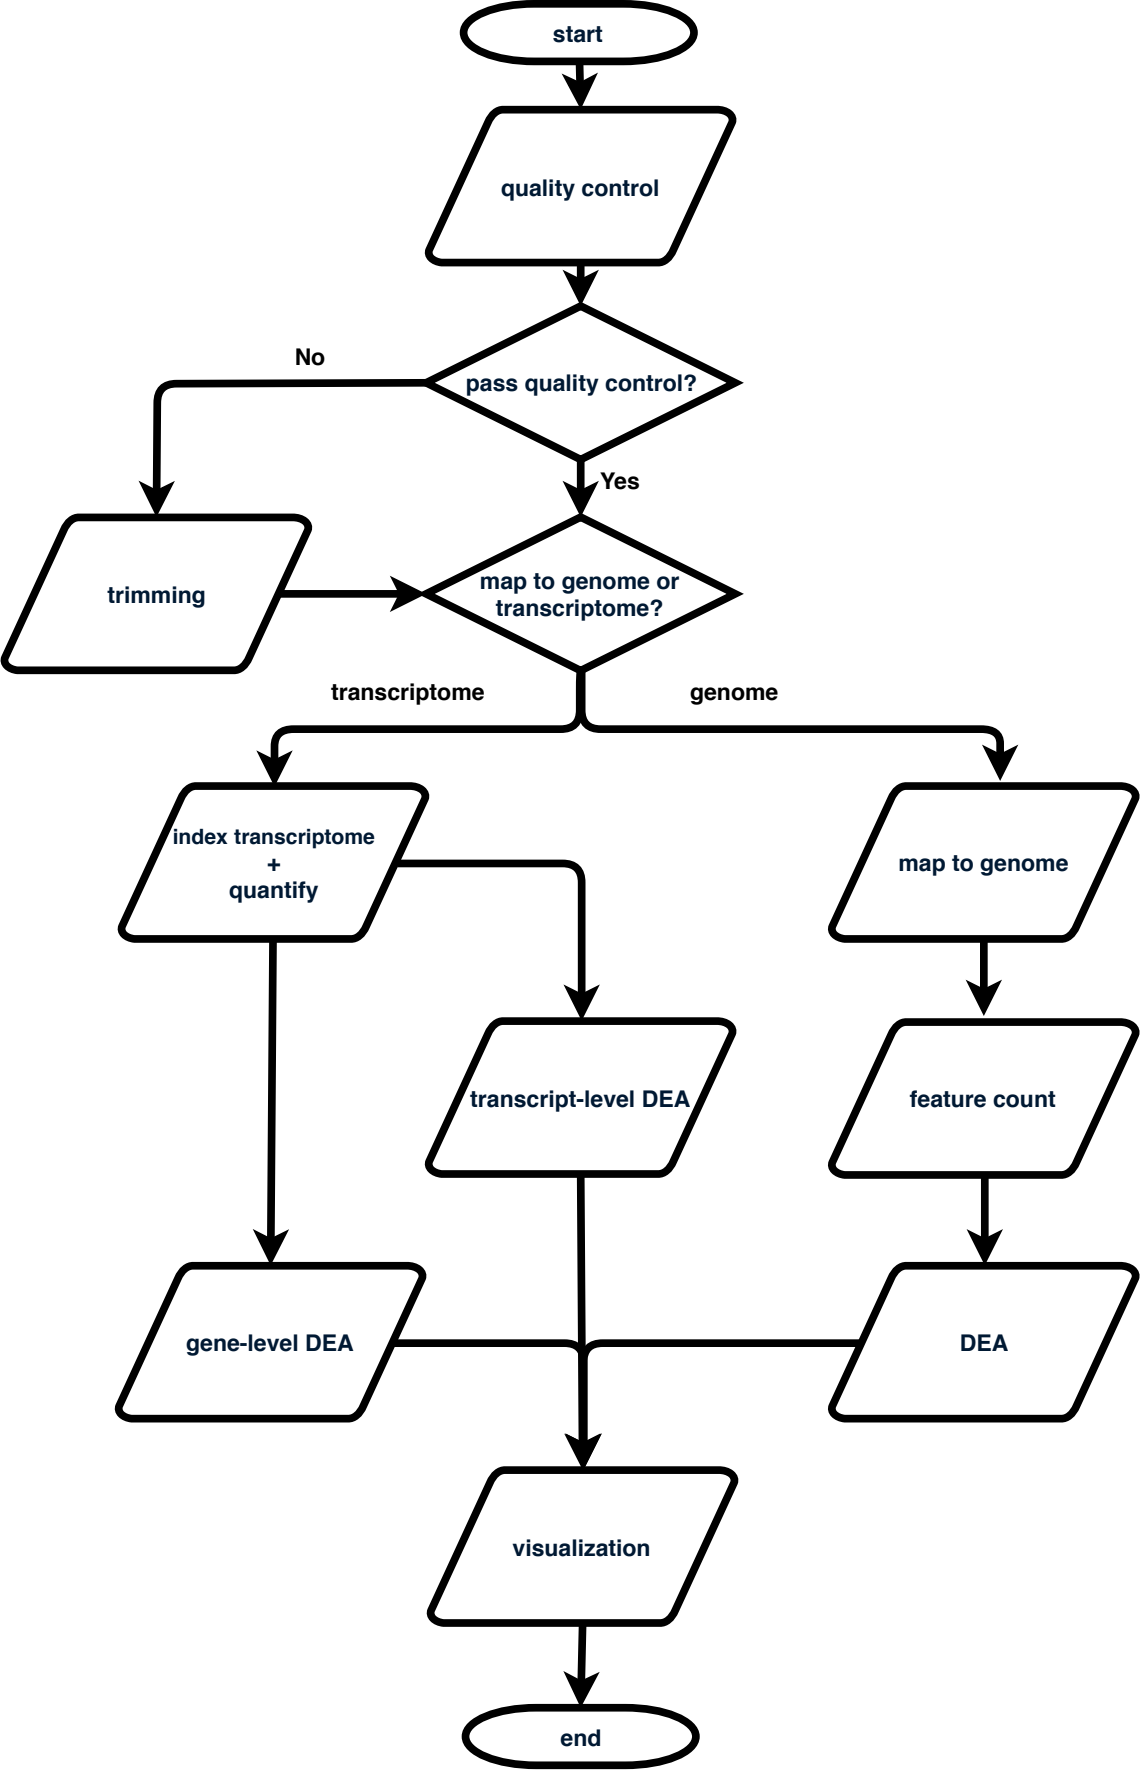 start
quality control
No
pass quality control?
Yes
trimming
map to genome or
transcriptome?
transcriptome
genome
index transcriptome
+
quantify
map to genome
transcript-level DEA
feature count
gene-level DEA
DEA
visualization
end